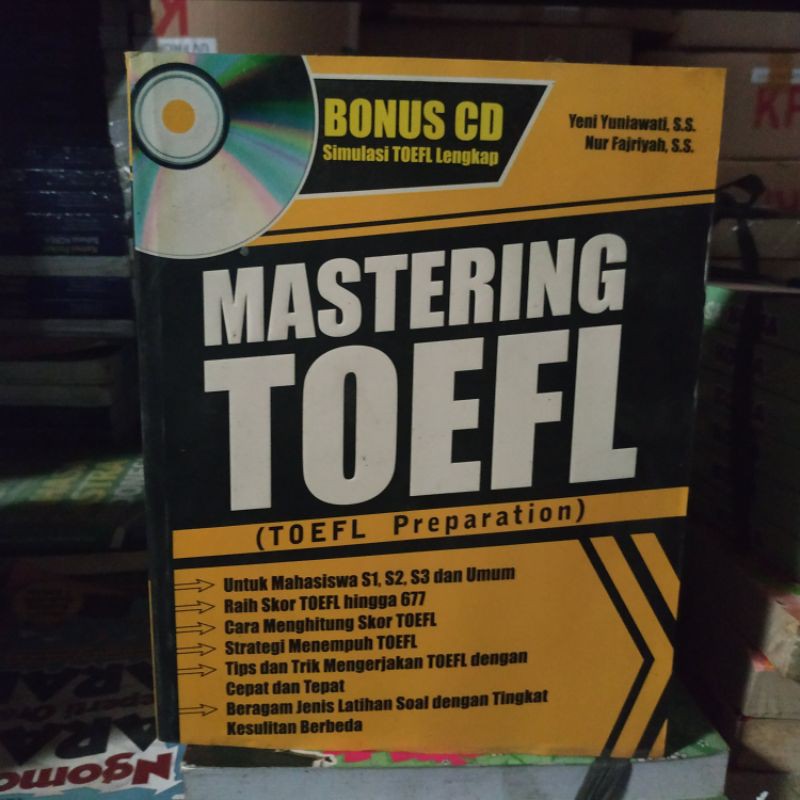 BONUS CD
Simulasi TOEFL Lengkap
Yeni Yuniawati, S.S.
Nur Fajriyah, S.S.
MASTERING
TOEFL
(TOEFL Preparation)
Untuk Mahasiswa S1, S2, S3 dan Umum
Raih Skor TOEFL hingga 677
Cara Menghitung Skor TOEFL
Strategi Menempuh TOEFL
Tips dan Trik Mengerjakan TOEFL dengan
Cepat dan Tepat
Beragam Jenis Latihan Soal dengan Tingkat
Kesulitan Berbeda